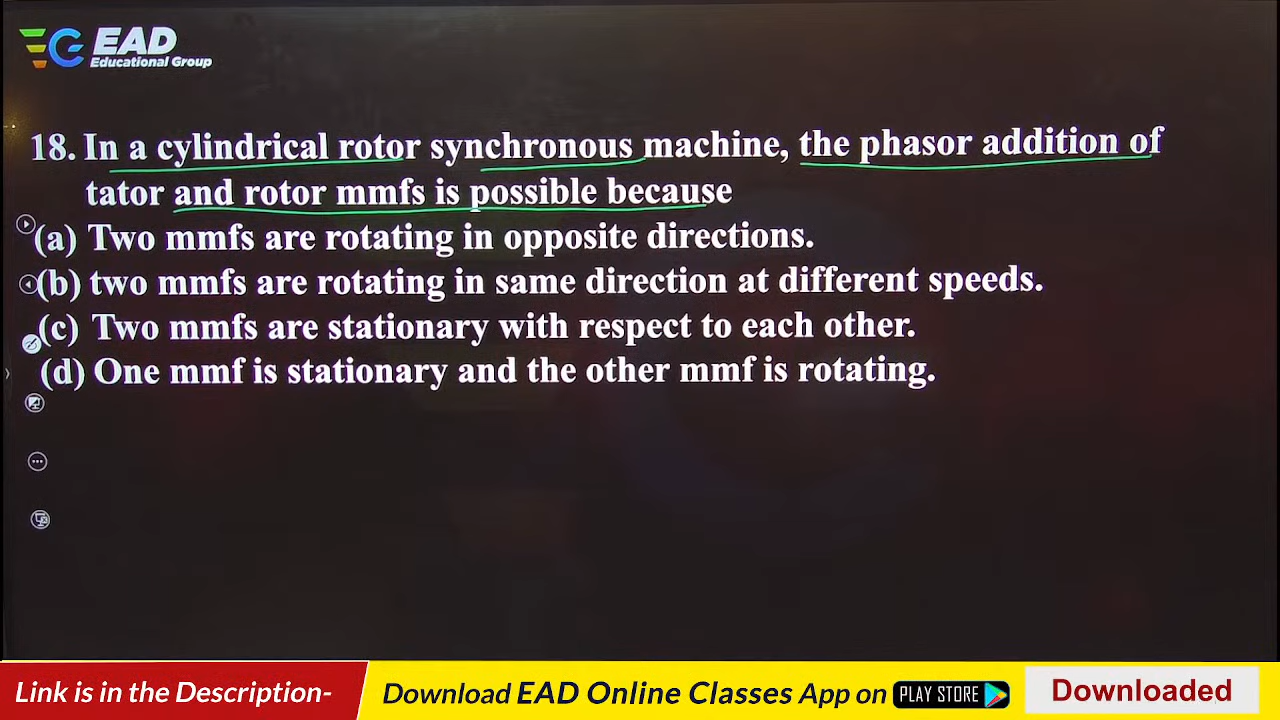 EAD
Educational Group
18. In a cylindrical rotor synchronous machine, the phasor addition of
tator and rotor mmfs is possible because
(a) Two mmfs are rotating in opposite directions.
(b) two mmfs are rotating in same direction at different speeds.
(c) Two mmfs are stationary with respect to each other.
(d) One mmf is stationary and the other mmf is rotating.
Link is in the Description-
Download EAD Online Classes App on PLAY STORE
Downloaded